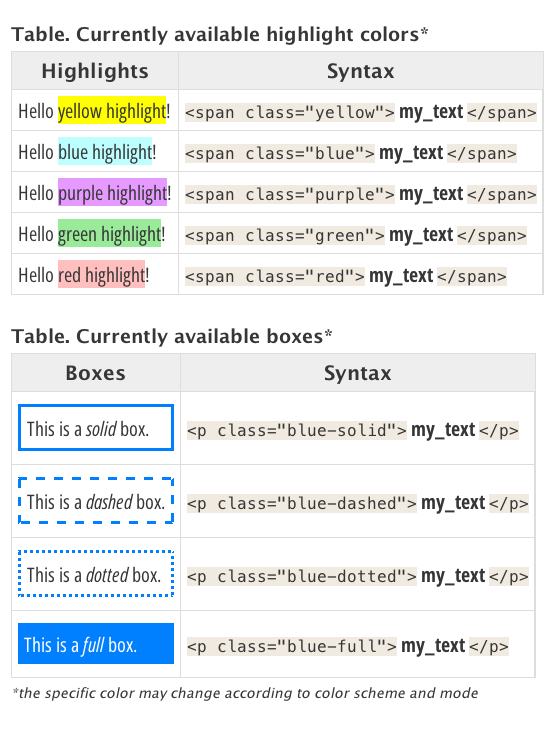 Table. Currently available highlight colors*
Highlights Syntax
Hello yellow highlight! <span class="yellow"> my_text </span>
Hello blue highlight! <span class="blue"> my_text </span>
Hello purple highlight! <span class="purple"> my_text </span>
Hello green highlight! <span class="green"> my_text </span>
Hello red highlight! <span class="red"> my_text </span>
Table. Currently available boxes*
Boxes Syntax
This is a solid box. <p class="blue-solid"> my_text </p>
This is a dashed box. <p class="blue-dashed"> my_text </p>
This is a dotted box. <p class="blue-dotted"> my_text </p>
This is a full box. <p class="blue-full"> my_text </p>
*the specific color may change according to color scheme and mode